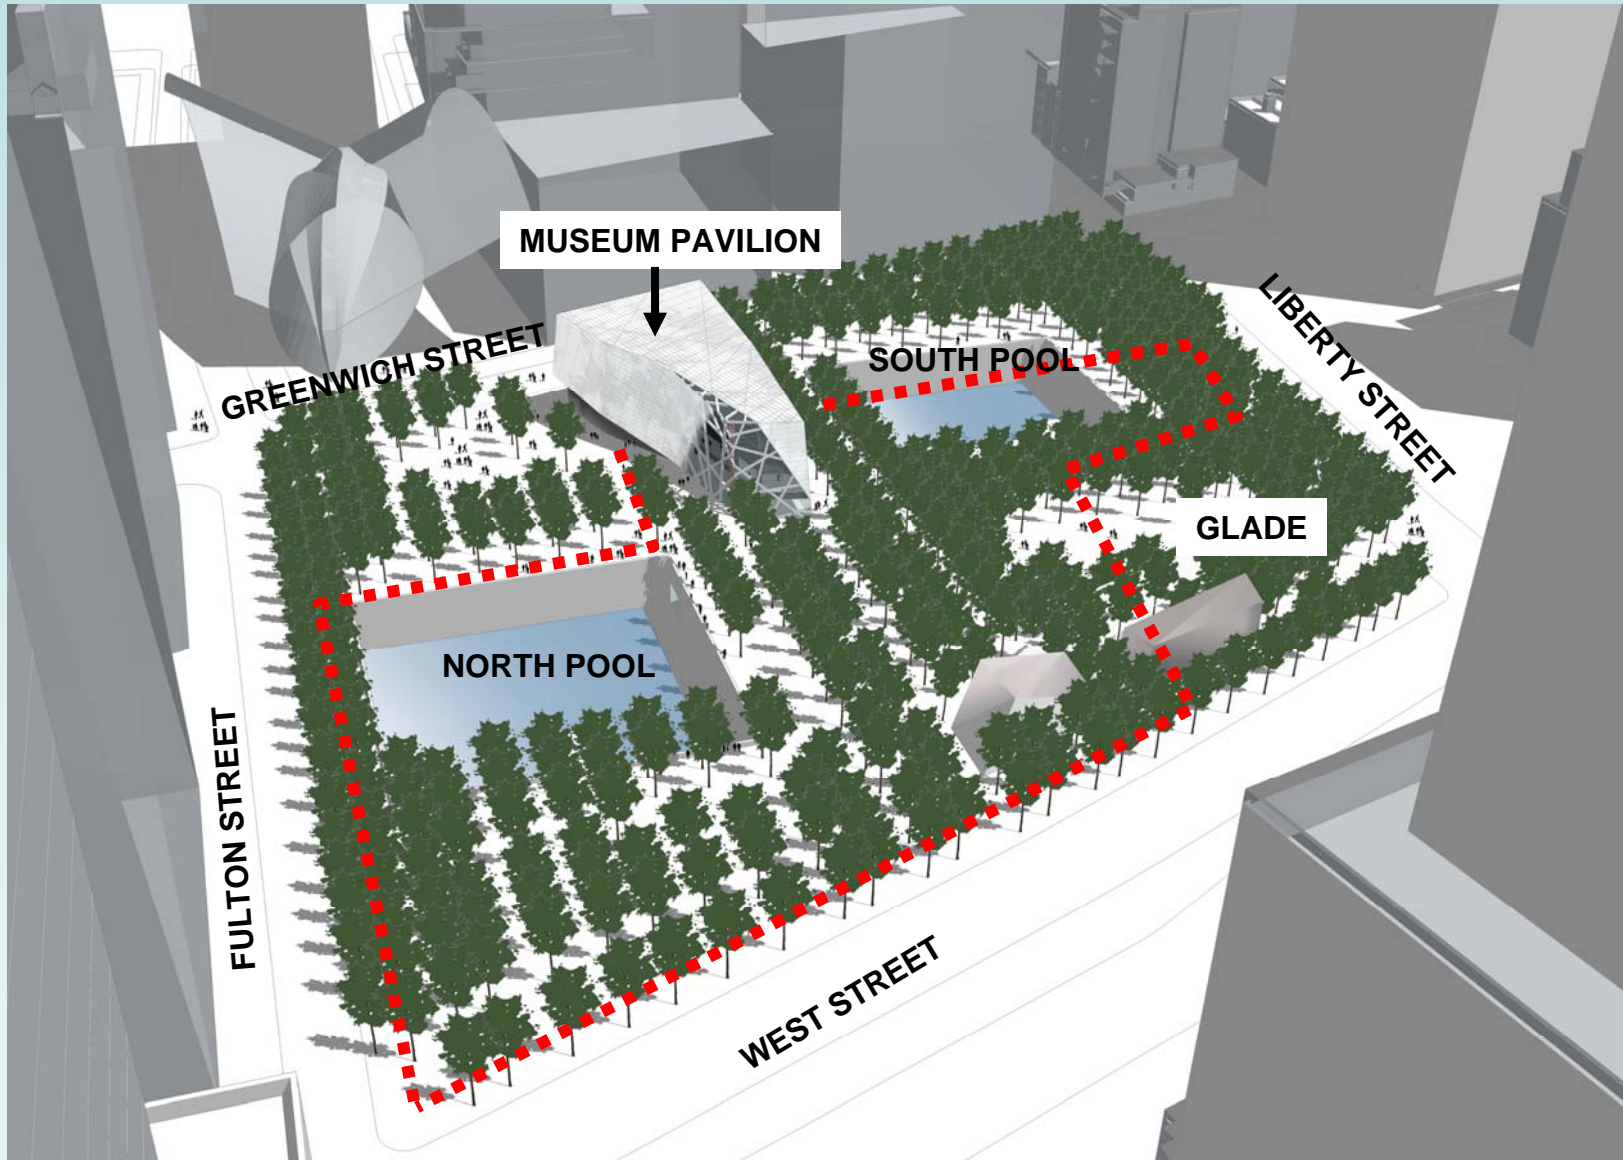 MUSEUM PAVILION
GREENWICH STREET
SOUTH POOL
LIBERTY STREET
GLADE
NORTH POOL
FULTON STREET
WEST STREET